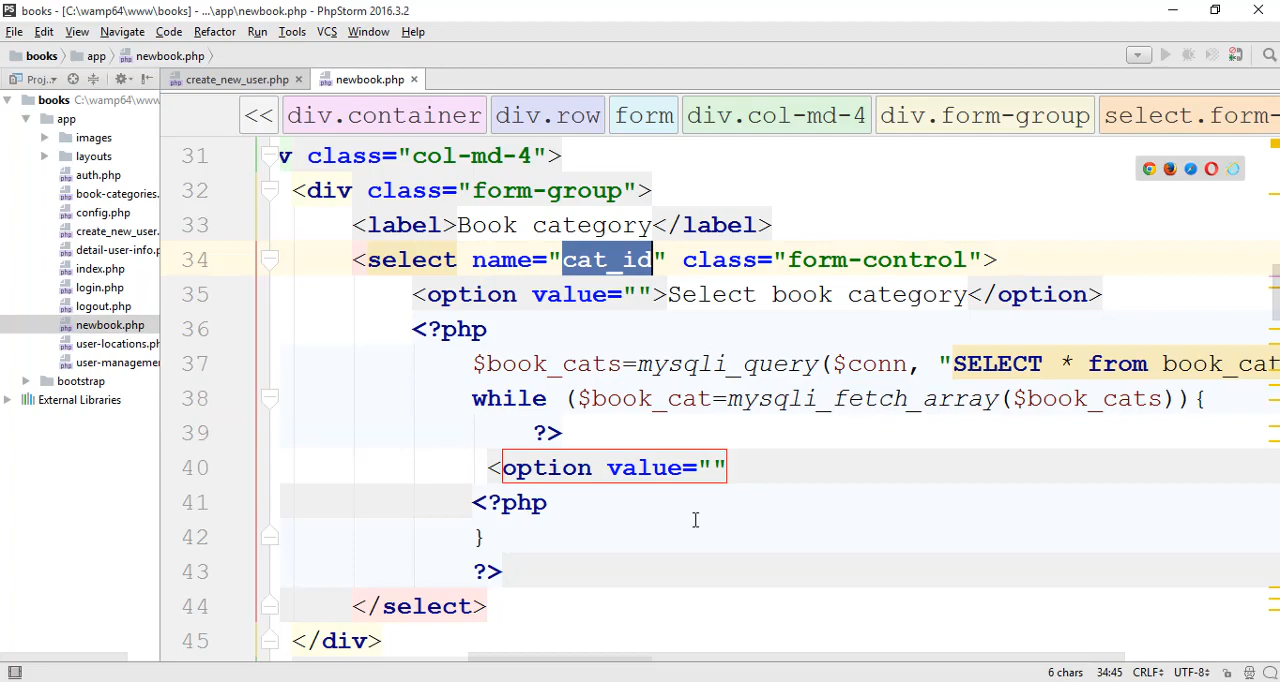 books - [C:\wamp64\www\books] - ...\app\newbook.php - PhpStorm 2016.3.2
File Edit View Navigate Code Refactor Run Tools VCS Window Help
books app newbook.php
Proj.. create_new_user.php × newbook.php ×
books C:\wamp64\www
app
images
layouts
auth.php
book-categories.
config.php
create_new_user.
detail-user-info.p
index.php
login.php
logout.php
newbook.php
user-locations.ph
user-manageme
bootstrap
External Libraries
<< div.container div.row form div.col-md-4 div.form-group select.form-
31 v class="col-md-4">
32 <div class="form-group">
33 <label>Book category</label>
34 <select name="cat_id" class="form-control">
35 <option value="">Select book category</option>
36 <?php
37 $book_cats=mysqli_query($conn, "SELECT * from book_cat
38 while ($book_cat=mysqli_fetch_array($book_cats)){
39 ?>
40 <option value=""
41 <?php
42 }
43 ?>
44 </select>
45 </div>
6 chars 34:45 CRLF UTF-8